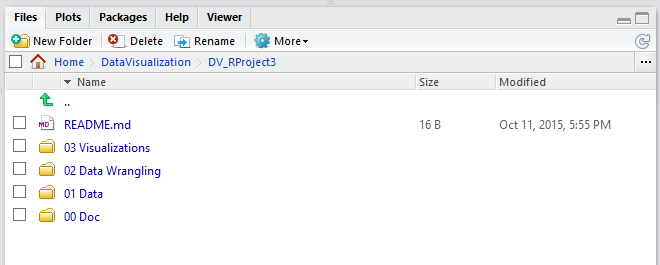 Files Plots Packages Help Viewer
New Folder Delete Rename More
Home DataVisualization DV_RProject3 ...
Name Size Modified
..
MD README.md 16 B Oct 11, 2015, 5:55 PM
03 Visualizations
02 Data Wrangling
01 Data
00 Doc